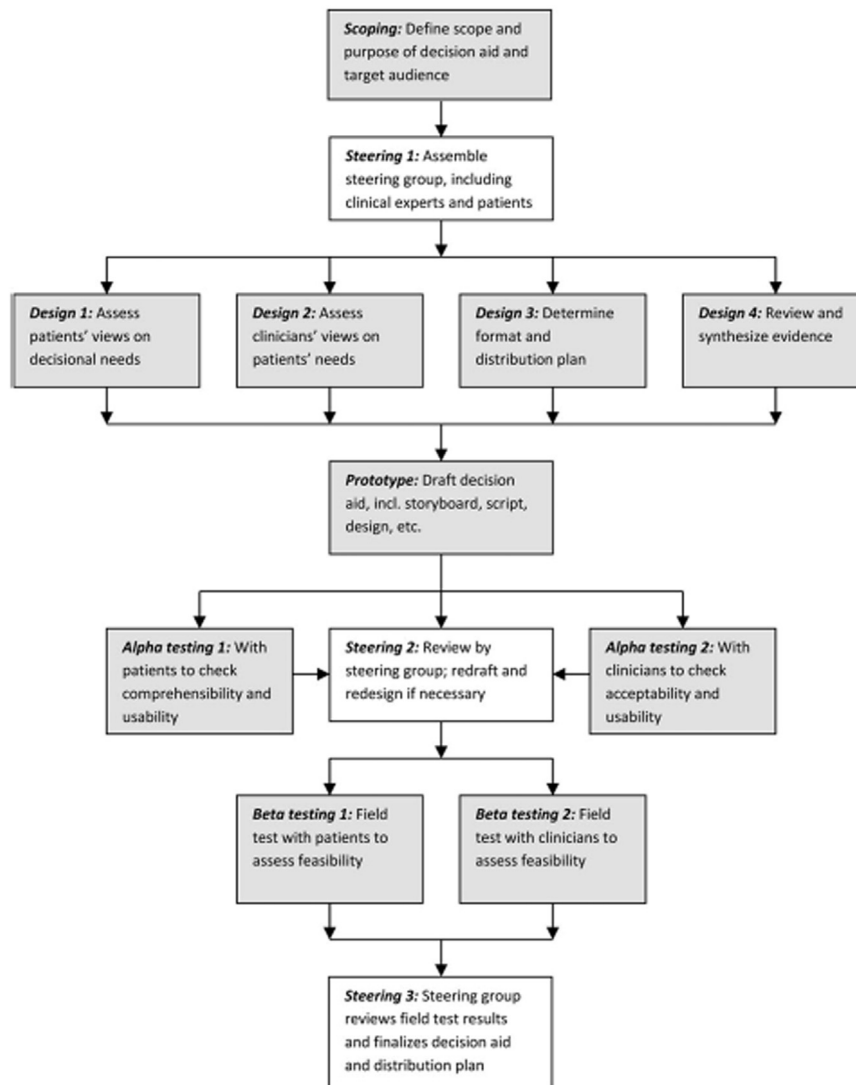 Scoping: Define scope and
purpose of decision aid and
target audience
Steering 1: Assemble
steering group, including
clinical experts and patients
Design 1: Assess
patients’ views on
decisional needs
Design 2: Assess
clinicians’ views on
patients’ needs
Design 3: Determine
format and
distribution plan
Design 4: Review and
synthesize evidence
Prototype: Draft decision
aid, incl. storyboard, script,
design, etc.
Alpha testing 1: With
patients to check
comprehensibility and
usability
Steering 2: Review by
steering group; redraft and
redesign if necessary
Alpha testing 2: With
clinicians to check
acceptability and
usability
Beta testing 1: Field
test with patients to
assess feasibility
Beta testing 2: Field
test with clinicians to
assess feasibility
Steering 3: Steering group
reviews field test results
and finalizes decision aid
and distribution plan